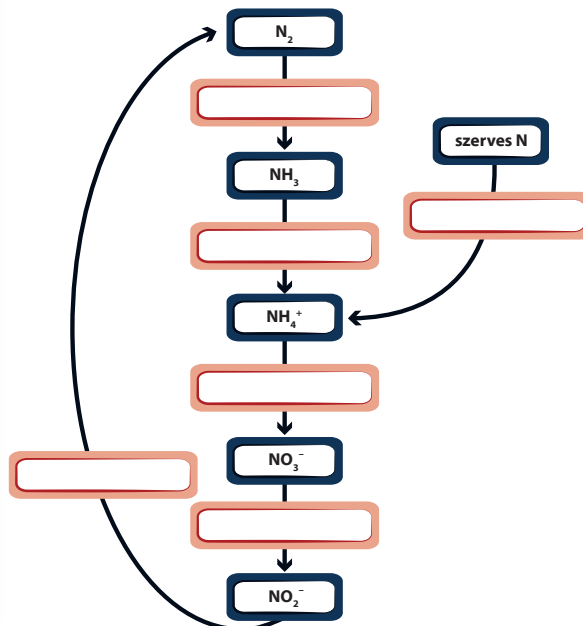 N₂
szerves N
NH₃
NH₄⁺
NO₃⁻
NO₂⁻